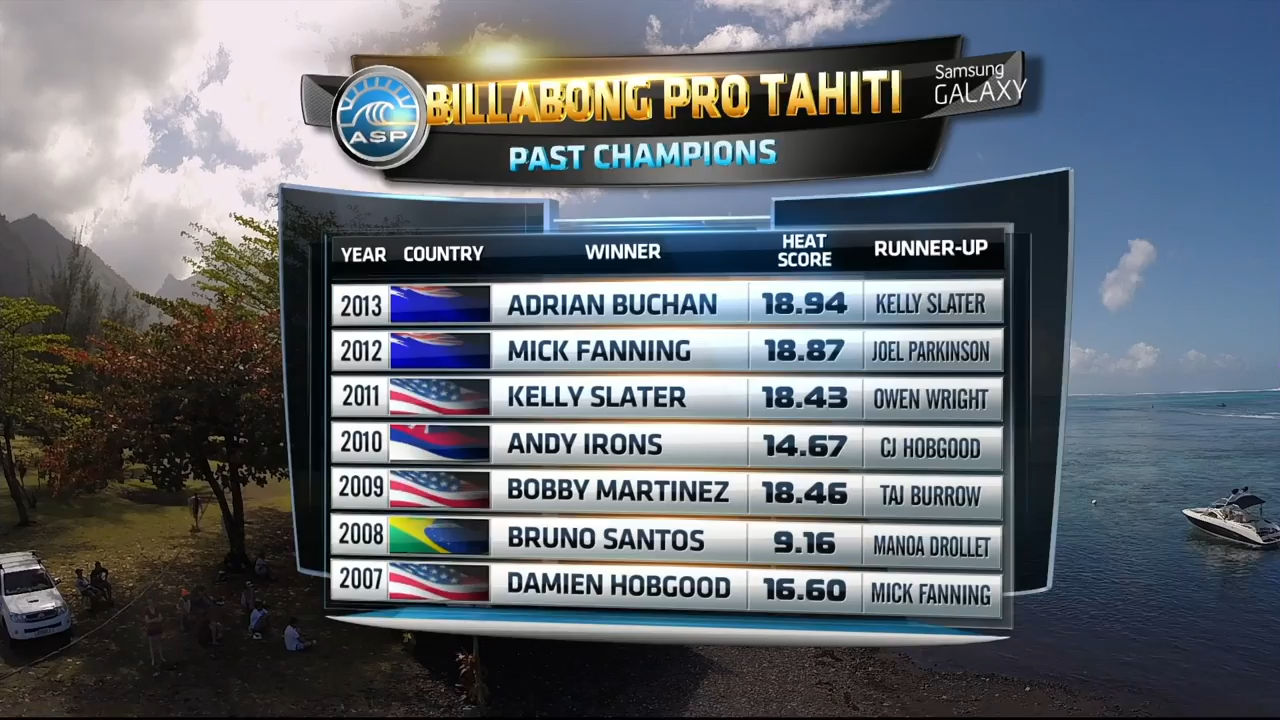 BILLABONG PRO TAHITI
Samsung
GALAXY
ASP
PAST CHAMPIONS
YEAR COUNTRY WINNER HEAT SCORE RUNNER-UP
2013 ADRIAN BUCHAN 18.94 KELLY SLATER
2012 MICK FANNING 18.87 JOEL PARKINSON
2011 KELLY SLATER 18.43 OWEN WRIGHT
2010 ANDY IRONS 14.67 CJ HOBGOOD
2009 BOBBY MARTINEZ 18.46 TAJ BURROW
2008 BRUNO SANTOS 9.16 MANOA DROLLET
2007 DAMIEN HOBGOOD 16.60 MICK FANNING